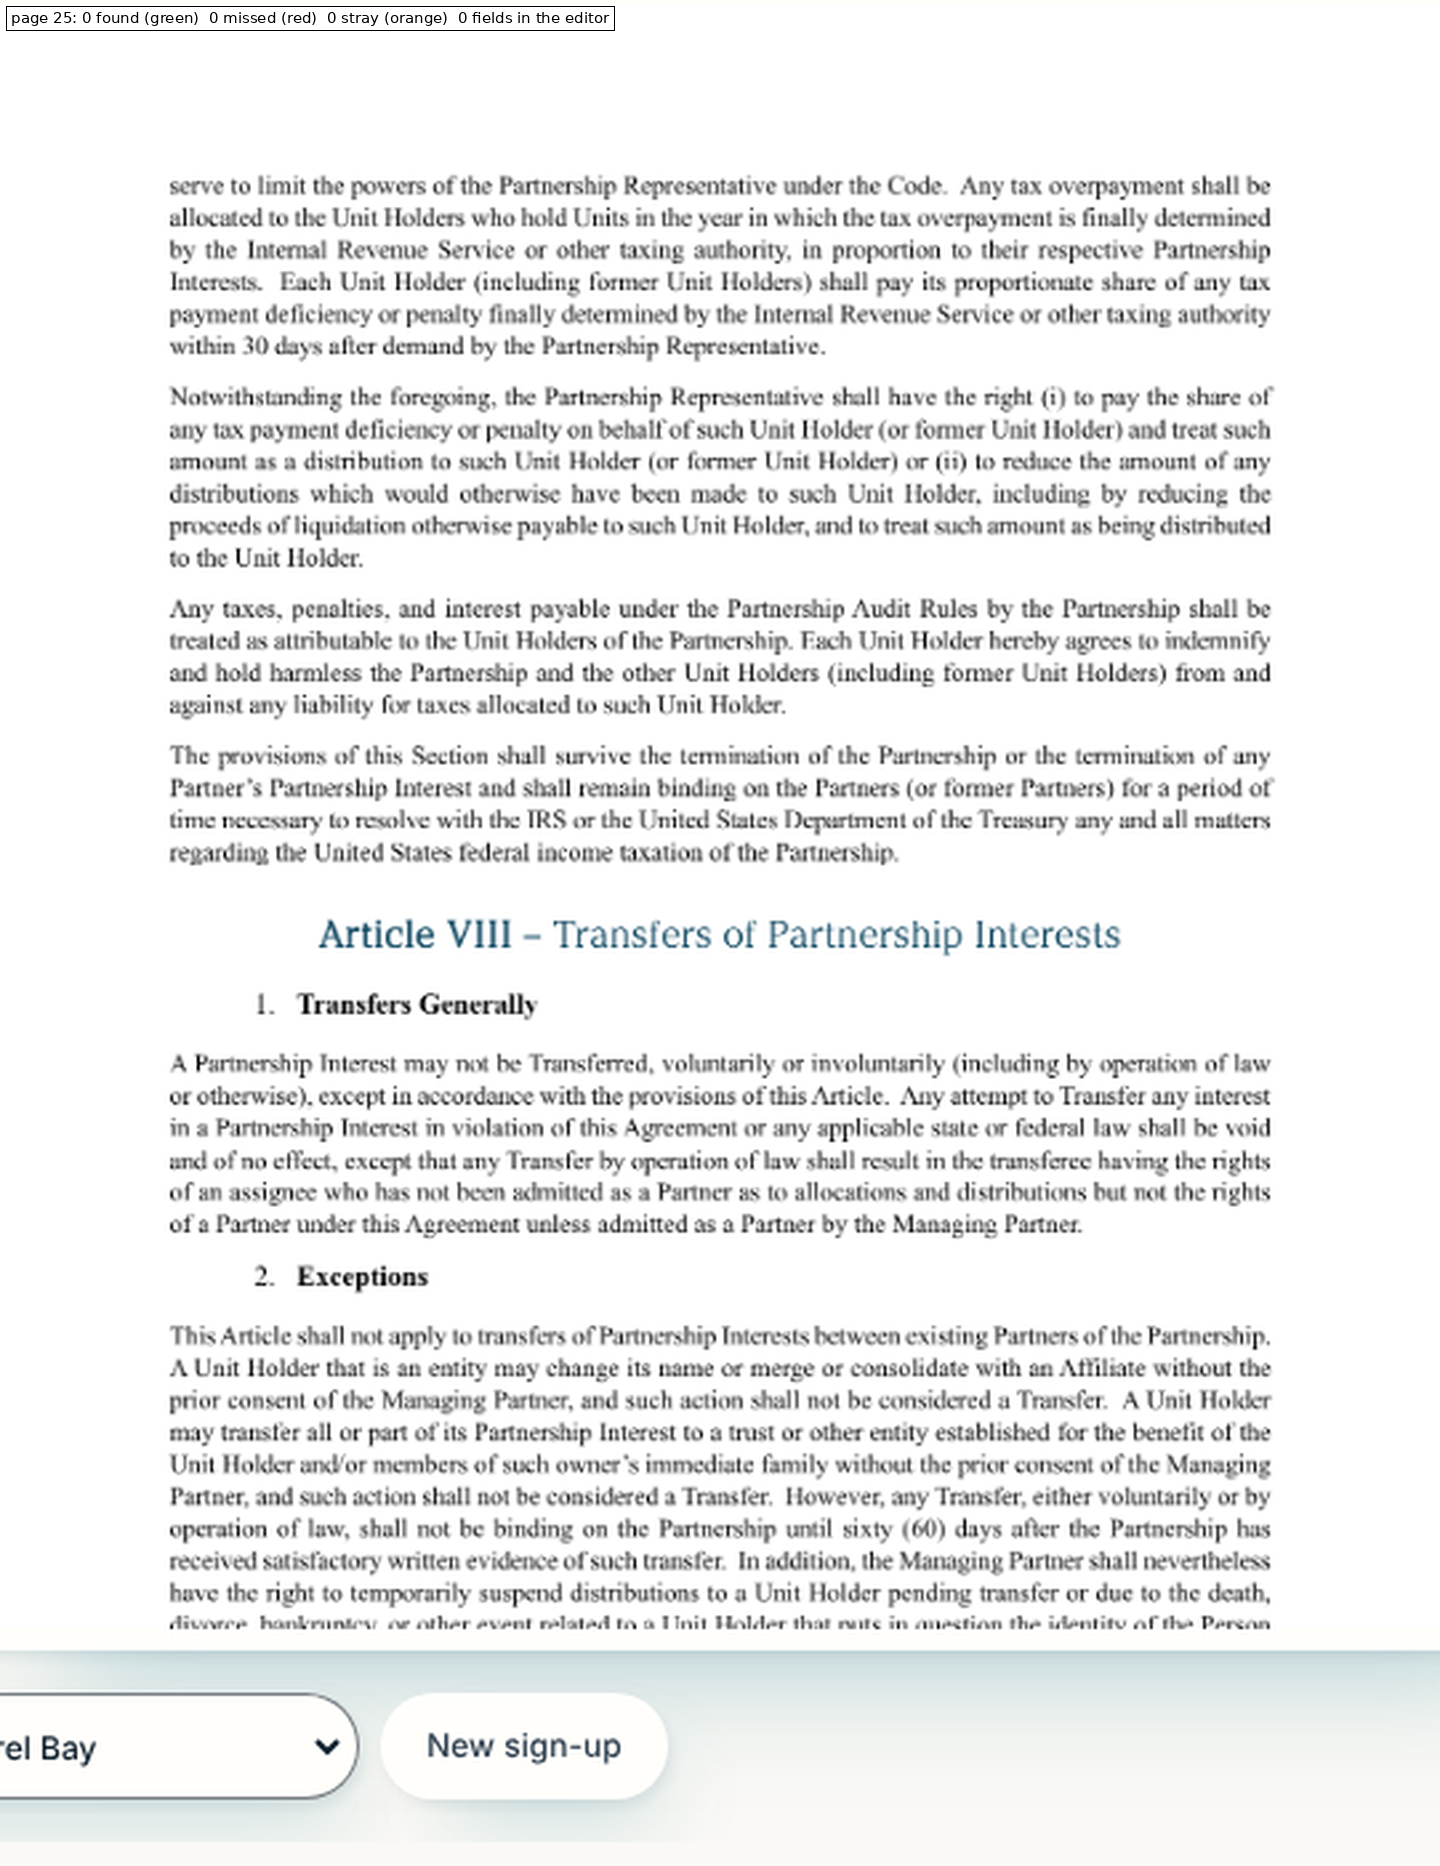 page 25: 0 found (green)  0 missed (red)  0 stray (orange)  0 fields in the editor
serve to limit the powers of the Partnership Representative under the Code.  Any tax overpayment shall be
allocated to the Unit Holders who hold Units in the year in which the tax overpayment is finally determined
by the Internal Revenue Service or other taxing authority, in proportion to their respective Partnership
Interests.  Each Unit Holder (including former Unit Holders) shall pay its proportionate share of any tax
payment deficiency or penalty finally determined by the Internal Revenue Service or other taxing authority
within 30 days after demand by the Partnership Representative.
Notwithstanding the foregoing, the Partnership Representative shall have the right (i) to pay the share of
any tax payment deficiency or penalty on behalf of such Unit Holder (or former Unit Holder) and treat such
amount as a distribution to such Unit Holder (or former Unit Holder) or (ii) to reduce the amount of any
distributions which would otherwise have been made to such Unit Holder, including by reducing the
proceeds of liquidation otherwise payable to such Unit Holder, and to treat such amount as being distributed
to the Unit Holder.
Any taxes, penalties, and interest payable under the Partnership Audit Rules by the Partnership shall be
treated as attributable to the Unit Holders of the Partnership. Each Unit Holder hereby agrees to indemnify
and hold harmless the Partnership and the other Unit Holders (including former Unit Holders) from and
against any liability for taxes allocated to such Unit Holder.
The provisions of this Section shall survive the termination of the Partnership or the termination of any
Partner’s Partnership Interest and shall remain binding on the Partners (or former Partners) for a period of
time necessary to resolve with the IRS or the United States Department of the Treasury any and all matters
regarding the United States federal income taxation of the Partnership.
Article VIII – Transfers of Partnership Interests
1. Transfers Generally
A Partnership Interest may not be Transferred, voluntarily or involuntarily (including by operation of law
or otherwise), except in accordance with the provisions of this Article.  Any attempt to Transfer any interest
in a Partnership Interest in violation of this Agreement or any applicable state or federal law shall be void
and of no effect, except that any Transfer by operation of law shall result in the transferee having the rights
of an assignee who has not been admitted as a Partner as to allocations and distributions but not the rights
of a Partner under this Agreement unless admitted as a Partner by the Managing Partner.
2. Exceptions
This Article shall not apply to transfers of Partnership Interests between existing Partners of the Partnership.
A Unit Holder that is an entity may change its name or merge or consolidate with an Affiliate without the
prior consent of the Managing Partner, and such action shall not be considered a Transfer.  A Unit Holder
may transfer all or part of its Partnership Interest to a trust or other entity established for the benefit of the
Unit Holder and/or members of such owner’s immediate family without the prior consent of the Managing
Partner, and such action shall not be considered a Transfer.  However, any Transfer, either voluntarily or by
operation of law, shall not be binding on the Partnership until sixty (60) days after the Partnership has
received satisfactory written evidence of such transfer.  In addition, the Managing Partner shall nevertheless
have the right to temporarily suspend distributions to a Unit Holder pending transfer or due to the death,
divorce, bankruptcy, or other event related to a Unit Holder that puts in question the identity of the Person
rel Bay
New sign-up